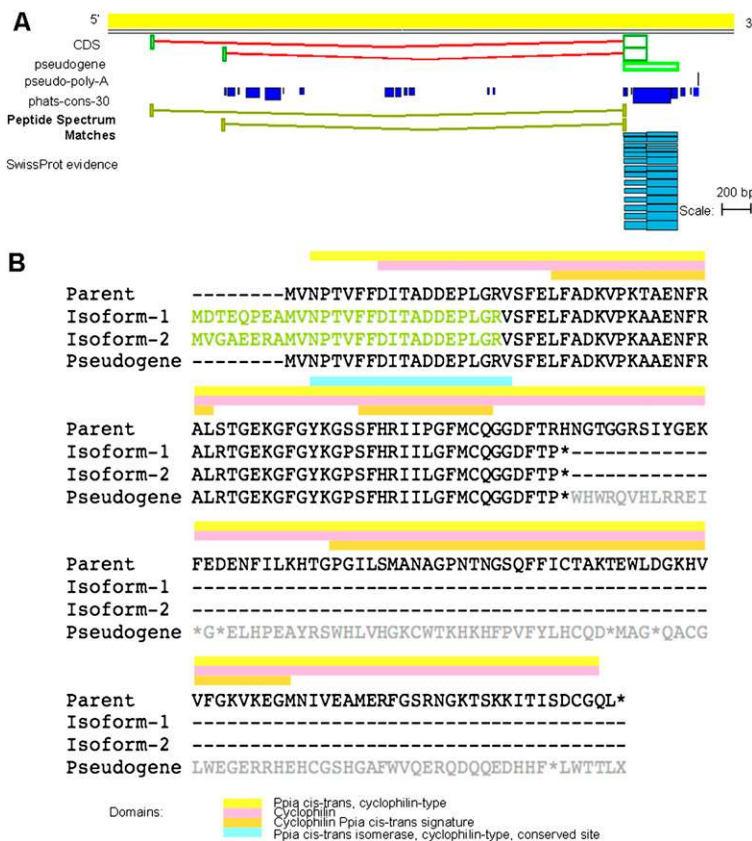 A
5'
3
CDS
pseudogene
pseudo-poly-A
phats-cons-30
Peptide Spectrum
Matches
SwissProt evidence
Scale:
200 bp
B
Parent ---------MVNPTVFFDITADDEPLGRVSFELFADKVPKTAENFR
Isoform-1 MDTEQPEAMVNPTVFFDITADDEPLGRVSFELFADKVPKAAENFR
Isoform-2 MVGAEERAMVNPTVFFDITADDEPLGRVSFELFADKVPKAAENFR
Pseudogene ---------MVNPTVFFDITADDEPLGRVSFELFADKVPKAAENFR
Parent ALSTGEKGFGYKGSSFHRIIPGFMCQGGDFTRHNGTGGRSIYGEK
Isoform-1 ALRTGEKGFGYKGPSFHRIILGFMCQGGDFTP*------------
Isoform-2 ALRTGEKGFGYKGPSFHRIILGFMCQGGDFTP*------------
Pseudogene ALRTGEKGFGYKGPSFHRIILGFMCQGGDFTP*WHWRQVHLRREI
Parent FEDENFILKHTGPGILSMANAGPNTNGSQFFICTAKTEWLDGKHV
Isoform-1 ---------------------------------------------
Isoform-2 ---------------------------------------------
Pseudogene *G*ELHPEAYRSWHLVHGKCWTKHKHFPVFYLHCQD*MAG*QACG
Parent VFGKVKEGMNIVEAMERFGSRNGKTSKKITISDCGQL*
Isoform-1 --------------------------------------
Isoform-2 --------------------------------------
Pseudogene LWEGERRHEHCGSHGAFWVQERQDQQEDHHF*LWTTLX
Domains:
Ppia cis-trans, cyclophilin-type
Cyclophilin
Cyclophilin Ppia cis-trans signature
Ppia cis-trans isomerase, cyclophilin-type, conserved site